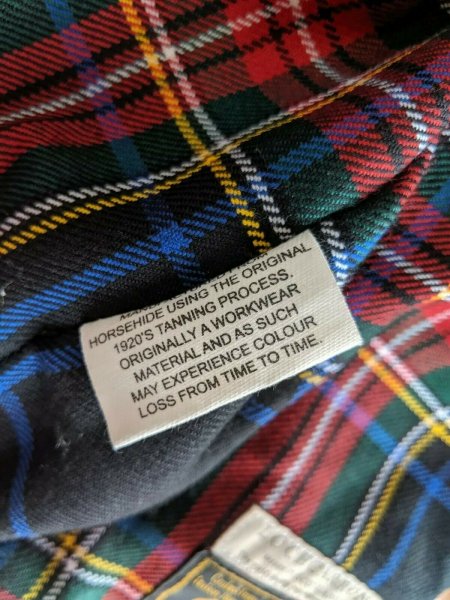 HORSEHIDE USING THE ORIGINAL
1920'S TANNING PROCESS.
ORIGINALLY A WORKWEAR
MATERIAL AND AS SUCH
MAY EXPERIENCE COLOUR
LOSS FROM TIME TO TIME.